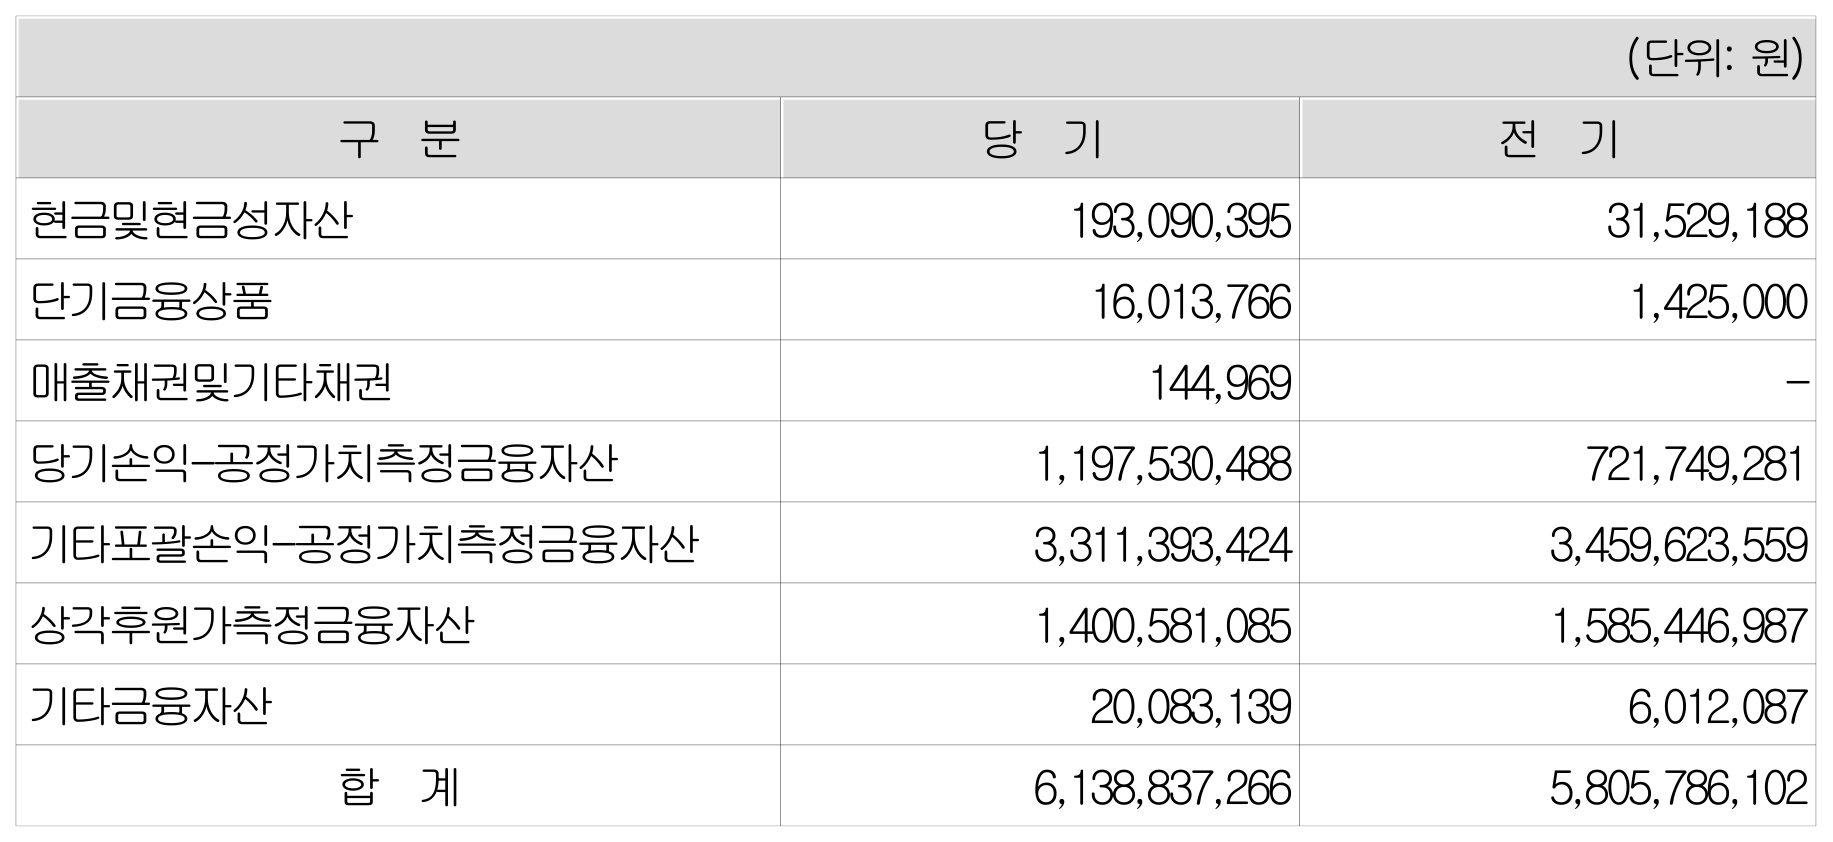 (단위: 원)
구 분 당 기 전 기
현금및현금성자산 193,090,395 31,529,188
단기금융상품 16,013,766 1,425,000
매출채권및기타채권 144,969 -
당기손익-공정가치측정금융자산 1,197,530,488 721,749,281
기타포괄손익-공정가치측정금융자산 3,311,393,424 3,459,623,559
상각후원가측정금융자산 1,400,581,085 1,585,446,987
기타금융자산 20,083,139 6,012,087
합 계 6,138,837,266 5,805,786,102